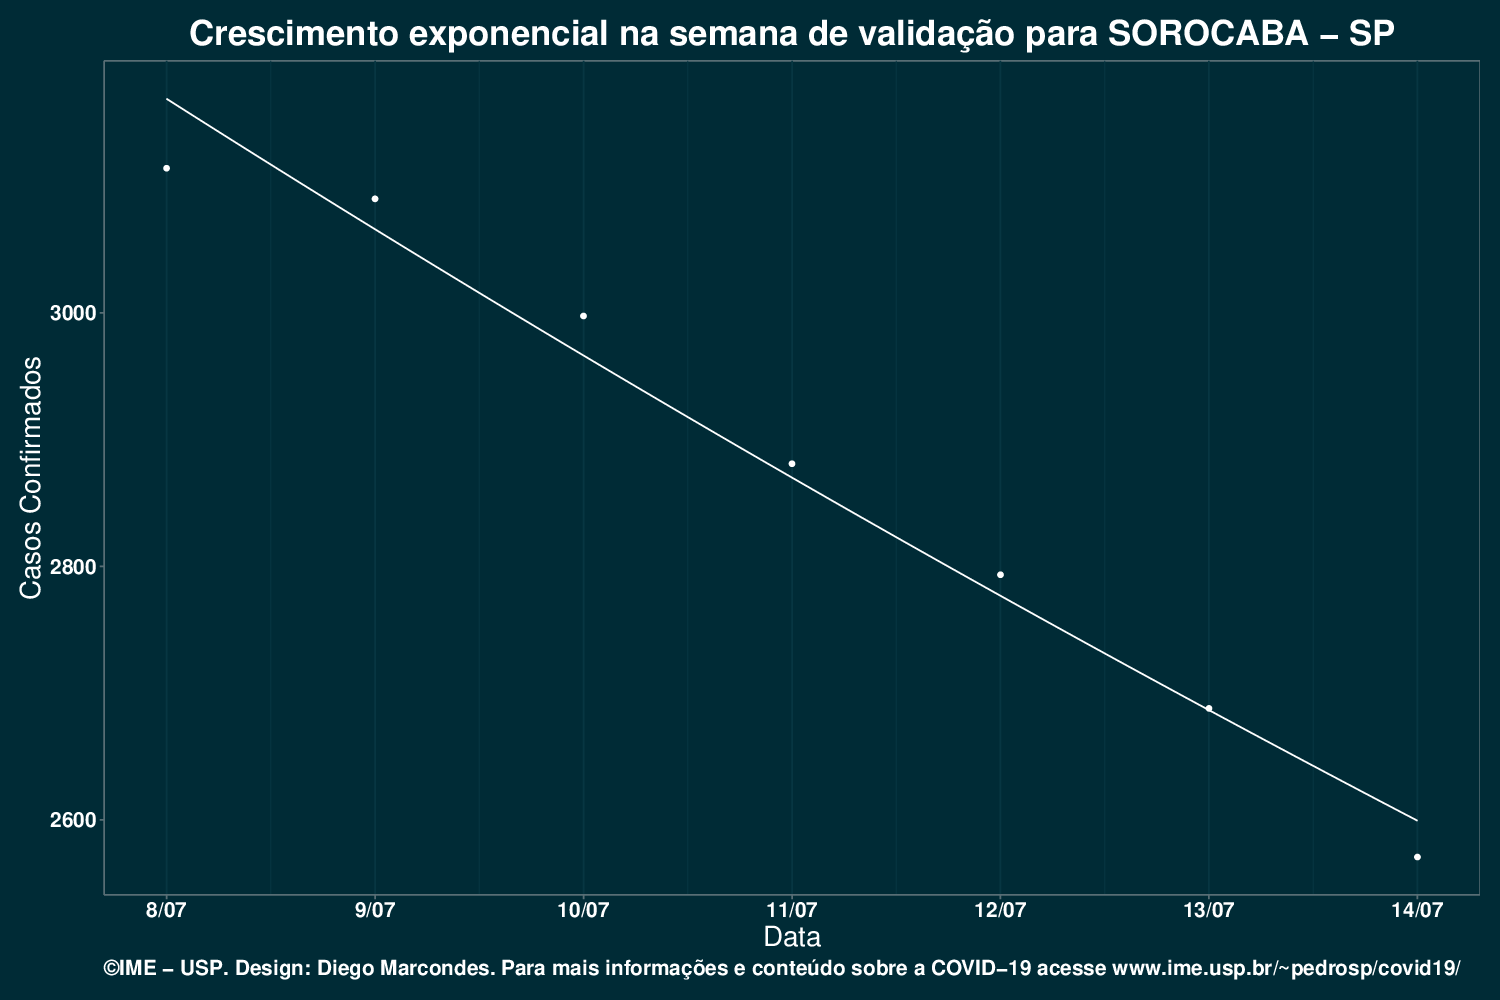 Crescimento exponencial na semana de validação para SOROCABA – SP
Casos Confirmados
3000
2800
2600
8/07 9/07 10/07 11/07 12/07 13/07 14/07
Data
©IME – USP. Design: Diego Marcondes. Para mais informações e conteúdo sobre a COVID–19 acesse www.ime.usp.br/~pedrosp/covid19/